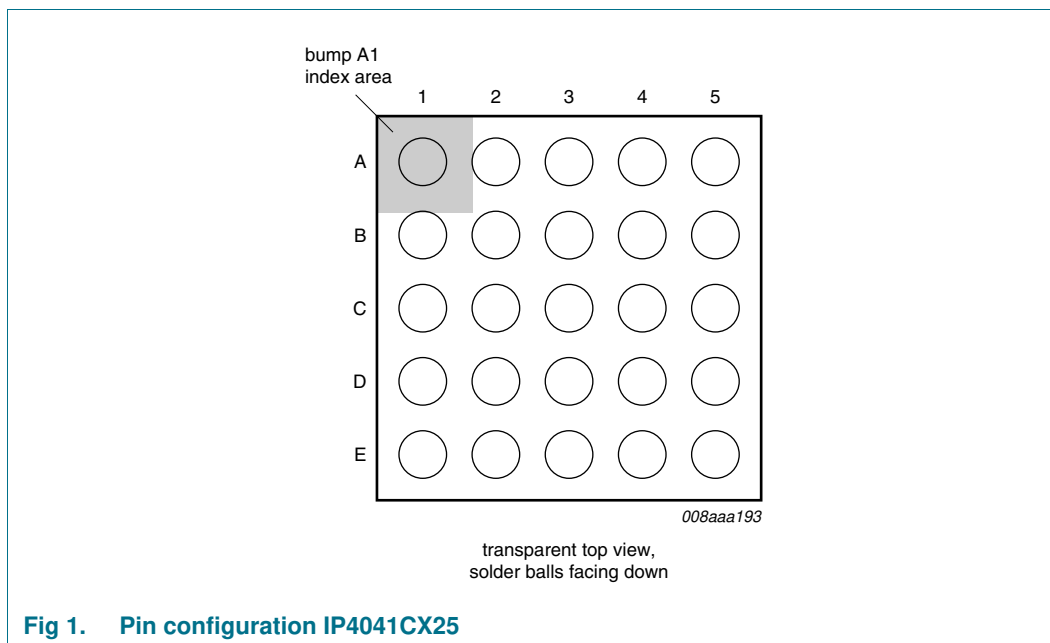 bump A1
index area
1 2 3 4 5
A
B
C
D
E
008aaa193
transparent top view,
solder balls facing down
Fig 1. Pin configuration IP4041CX25